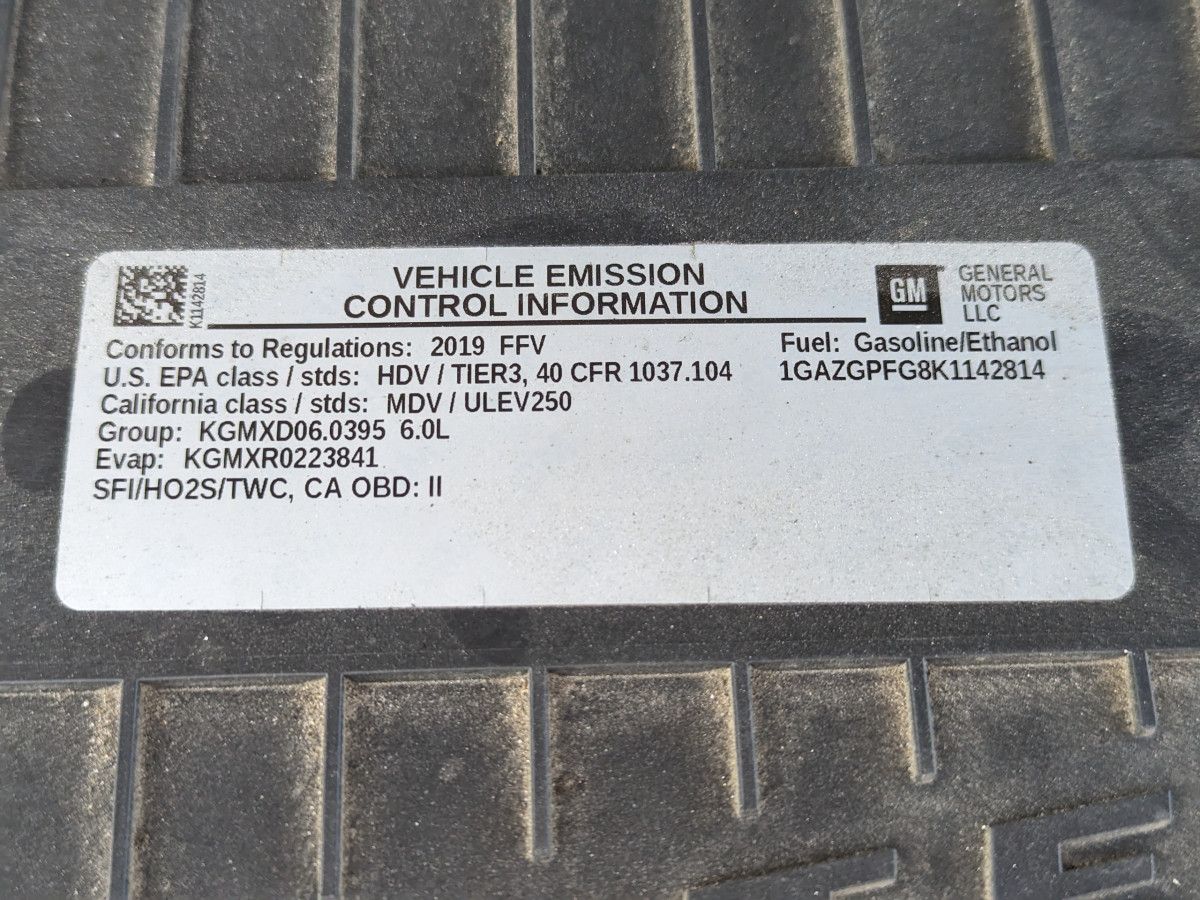 K1142814
VEHICLE EMISSION
CONTROL INFORMATION
GM
GENERAL
MOTORS
LLC
Conforms to Regulations: 2019 FFV
Fuel: Gasoline/Ethanol
U.S. EPA class / stds: HDV / TIER3, 40 CFR 1037.104
1GAZGPFG8K1142814
California class / stds: MDV / ULEV250
Group: KGMXD06.0395 6.0L
Evap: KGMXR0223841
SFI/HO2S/TWC, CA OBD: II